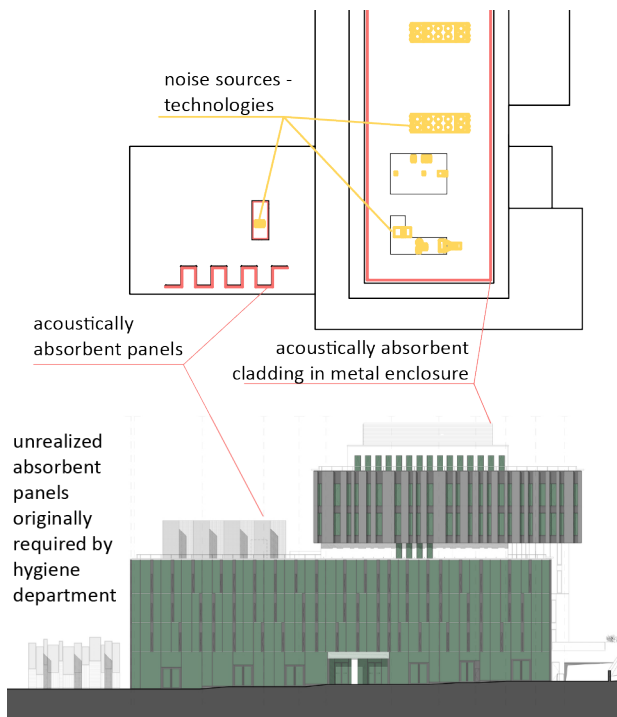 noise sources -
technologies
acoustically
absorbent panels
acoustically absorbent
cladding in metal enclosure
unrealized
absorbent
panels
originally
required by
hygiene
department